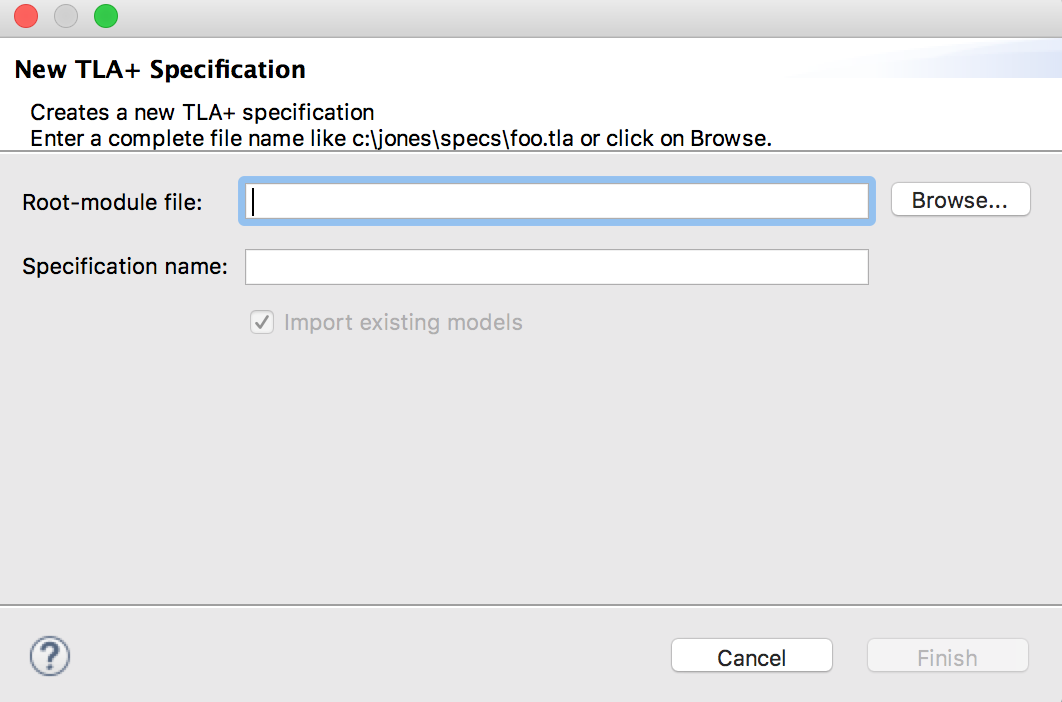 New TLA+ Specification
Creates a new TLA+ specification
Enter a complete file name like c:\jones\specs\foo.tla or click on Browse.
Root-module file:
Browse...
Specification name:
Import existing models
?
Cancel
Finish